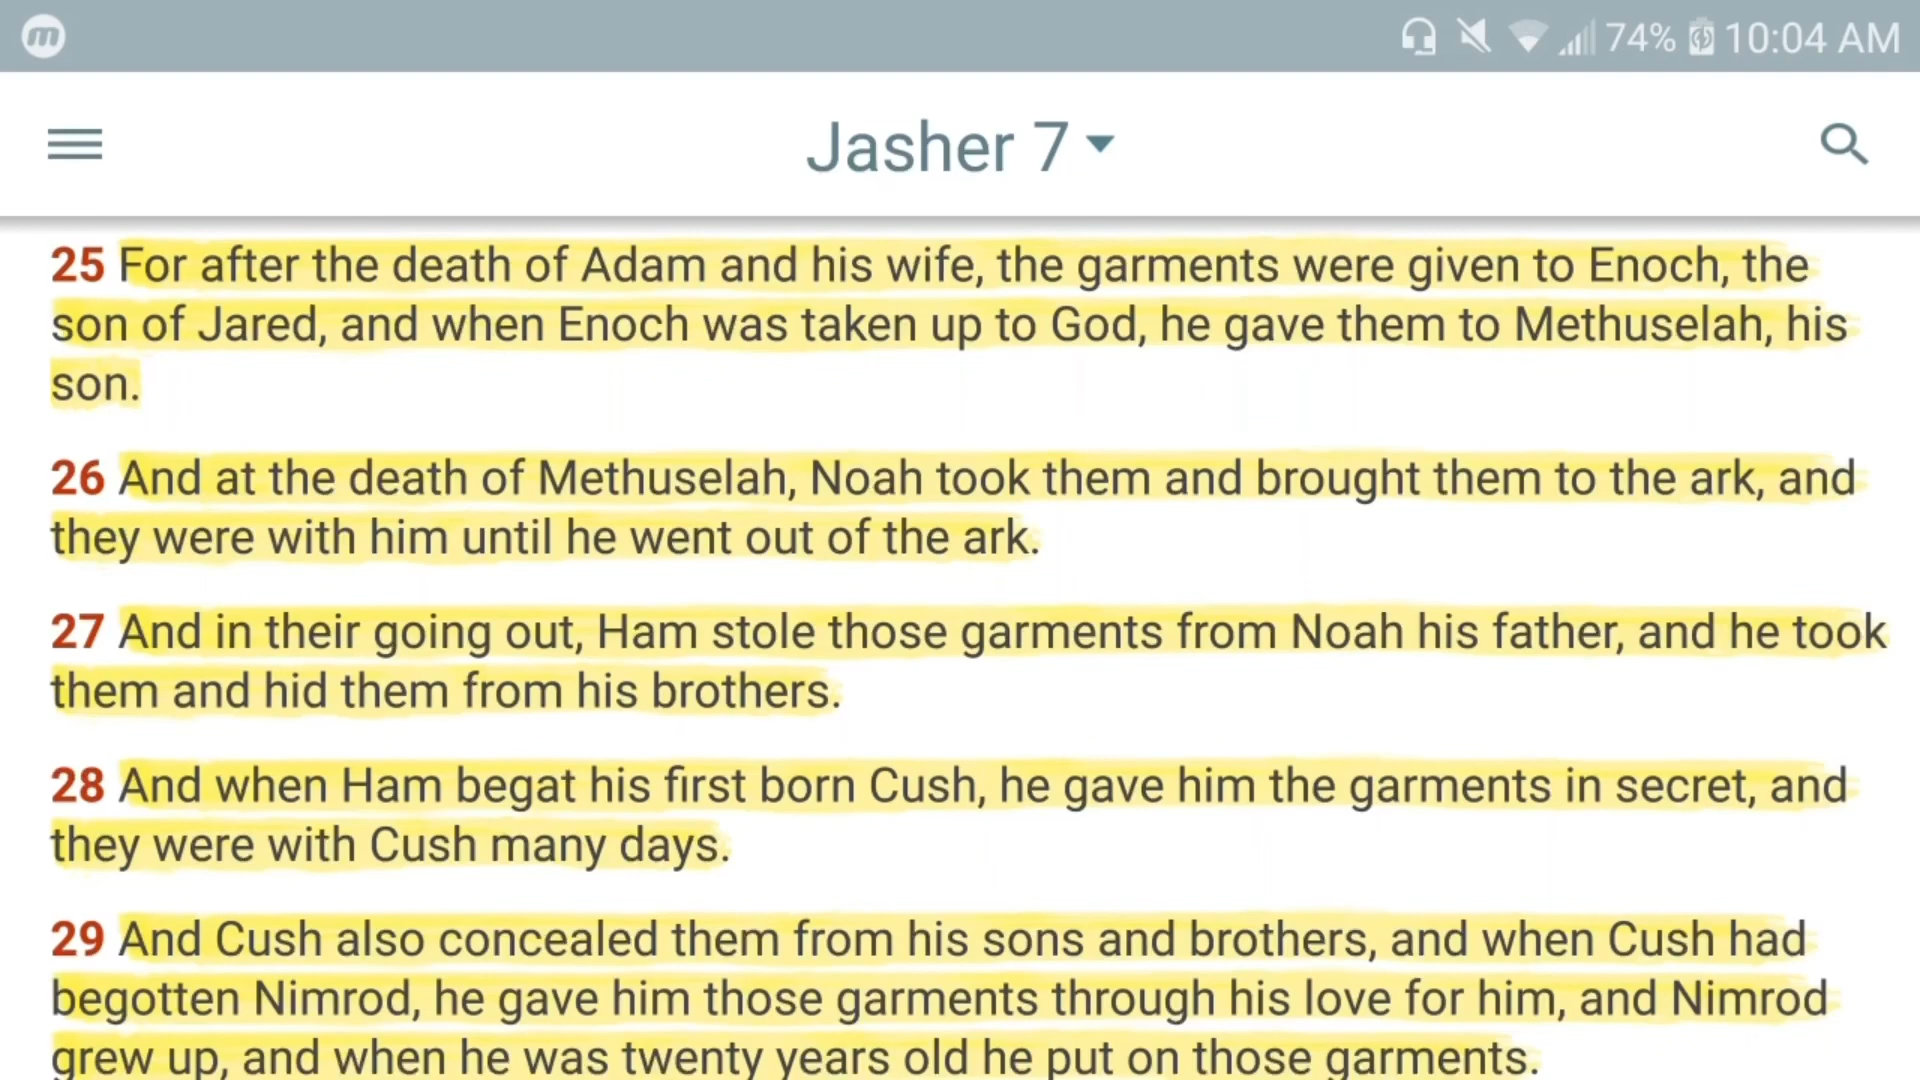 m
74%
10:04 AM
Jasher 7
25 For after the death of Adam and his wife, the garments were given to Enoch, the
son of Jared, and when Enoch was taken up to God, he gave them to Methuselah, his
son.
26 And at the death of Methuselah, Noah took them and brought them to the ark, and
they were with him until he went out of the ark.
27 And in their going out, Ham stole those garments from Noah his father, and he took
them and hid them from his brothers.
28 And when Ham begat his first born Cush, he gave him the garments in secret, and
they were with Cush many days.
29 And Cush also concealed them from his sons and brothers, and when Cush had
begotten Nimrod, he gave him those garments through his love for him, and Nimrod
grew up, and when he was twenty years old he put on those garments.